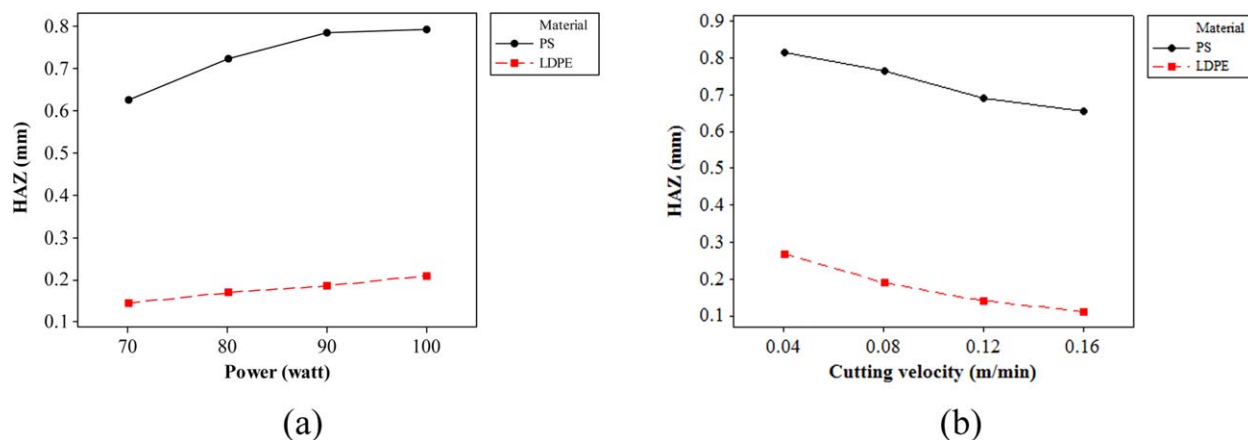 0.8
0.7
0.6
0.5
0.4
0.3
0.2
0.1
HAZ (mm)
70 80 90 100
Power (watt)
Material
PS
LDPE
(a)
0.9
0.8
0.7
0.6
0.5
0.4
0.3
0.2
0.1
HAZ (mm)
0.04 0.08 0.12 0.16
Cutting velocity (m/min)
Material
PS
LDPE
(b)